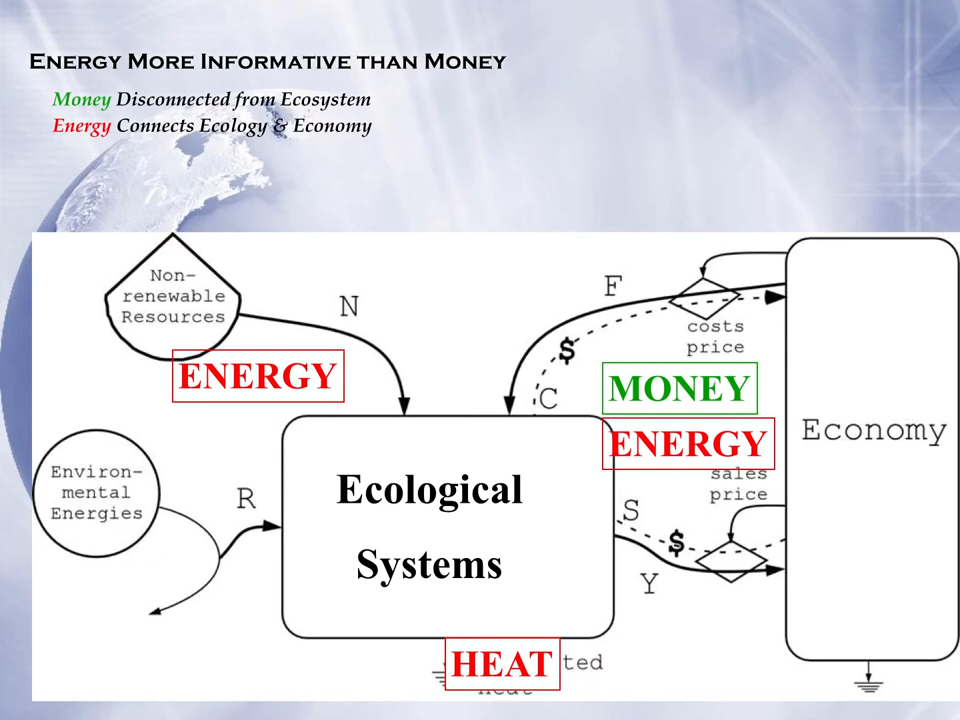 ENERGY MORE INFORMATIVE THAN MONEY
Money Disconnected from Ecosystem
Energy Connects Ecology & Economy
Non-
renewable
Resources
N
F
costs
price
$
C
ENERGY
MONEY
ENERGY
Economy
Environ-
mental
Energies
R
Ecological
Systems
sales
price
S
$
Y
HEAT
ted